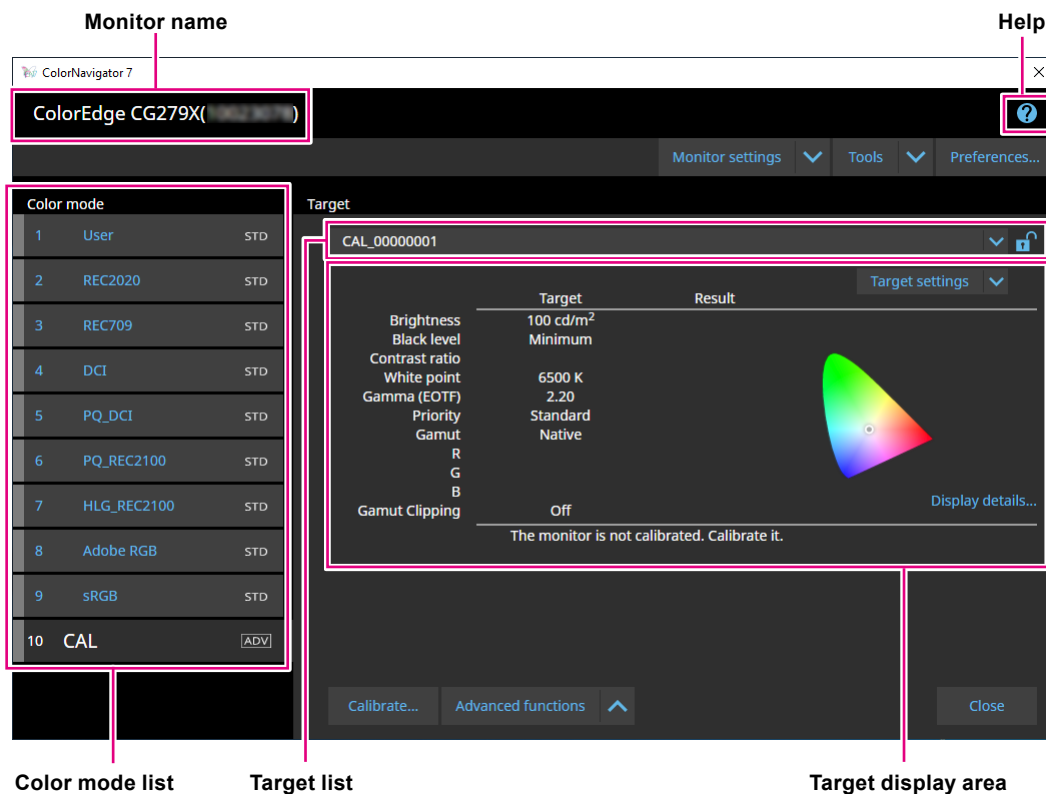 Monitor name Help
ColorNavigator 7
ColorEdge CG279X( )
Monitor settings Tools Preferences...
Color mode Target
1 User STD
CAL_00000001
2 REC2020 STD
Target settings
Target Result
3 REC709 STD
Brightness 100 cd/m2
Black level Minimum
Contrast ratio
4 DCI STD
White point 6500 K
Gamma (EOTF) 2.20
5 PQ_DCI STD
Priority Standard
Gamut Native
R
6 PQ_REC2100 STD
G
B
7 HLG_REC2100 STD
Display details...
Gamut Clipping Off
The monitor is not calibrated. Calibrate it.
8 Adobe RGB STD
9 sRGB STD
10 CAL ADV
Calibrate... Advanced functions Close
Color mode list Target list Target display area